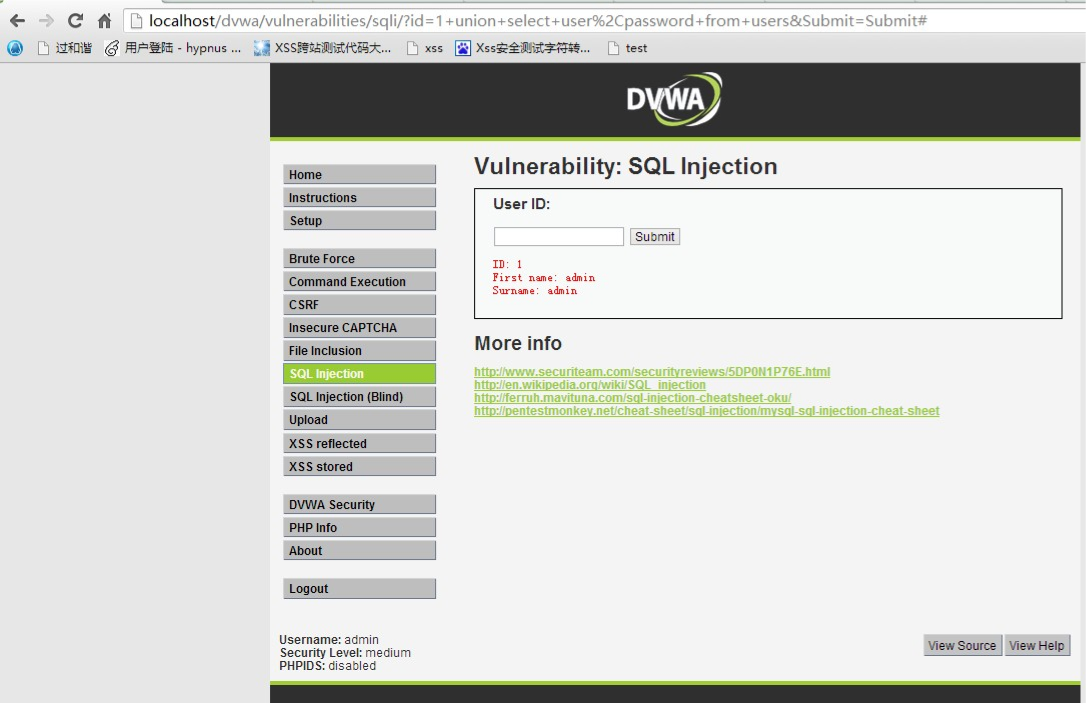 localhost/dvwa/vulnerabilities/sqli/?id=1+union+select+user%2Cpassword+from+users&Submit=Submit#
过和谐 用户登陆 - hypnus ... XSS跨站测试代码大... xss Xss安全测试字符转... test
DVWA
Home
Instructions
Setup
Brute Force
Command Execution
CSRF
Insecure CAPTCHA
File Inclusion
SQL Injection
SQL Injection (Blind)
Upload
XSS reflected
XSS stored
DVWA Security
PHP Info
About
Logout
Vulnerability: SQL Injection
User ID:
Submit
ID: 1
First name: admin
Surname: admin
More info
http://www.securiteam.com/securityreviews/5DP0N1P76E.html
http://en.wikipedia.org/wiki/SQL_injection
http://ferruh.mavituna.com/sql-injection-cheatsheet-oku/
http://pentestmonkey.net/cheat-sheet/sql-injection/mysql-sql-injection-cheat-sheet
Username: admin
Security Level: medium
PHPIDS: disabled
View Source View Help